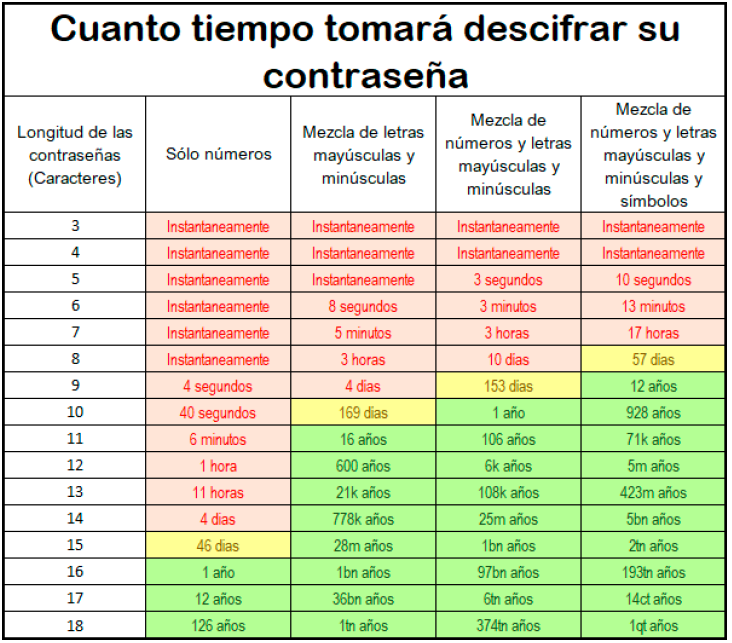 Cuanto tiempo tomará descifrar su
contraseña
Longitud de las
contraseñas
(Caracteres)
Sólo números
Mezcla de letras
mayúsculas y
minúsculas
Mezcla de
números y letras
mayúsculas y
minúsculas
Mezcla de
números y letras
mayúsculas y
minúsculas y
símbolos
3 Instantaneamente Instantaneamente Instantaneamente Instantaneamente
4 Instantaneamente Instantaneamente Instantaneamente Instantaneamente
5 Instantaneamente Instantaneamente 3 segundos 10 segundos
6 Instantaneamente 8 segundos 3 minutos 13 minutos
7 Instantaneamente 5 minutos 3 horas 17 horas
8 Instantaneamente 3 horas 10 dias 57 dias
9 4 segundos 4 dias 153 dias 12 años
10 40 segundos 169 dias 1 año 928 años
11 6 minutos 16 años 106 años 71k años
12 1 hora 600 años 6k años 5m años
13 11 horas 21k años 108k años 423m años
14 4 dias 778k años 25m años 5bn años
15 46 dias 28m años 1bn años 2tn años
16 1 año 1bn años 97bn años 193tn años
17 12 años 36bn años 6tn años 14ct años
18 126 años 1tn años 374tn años 1qt años